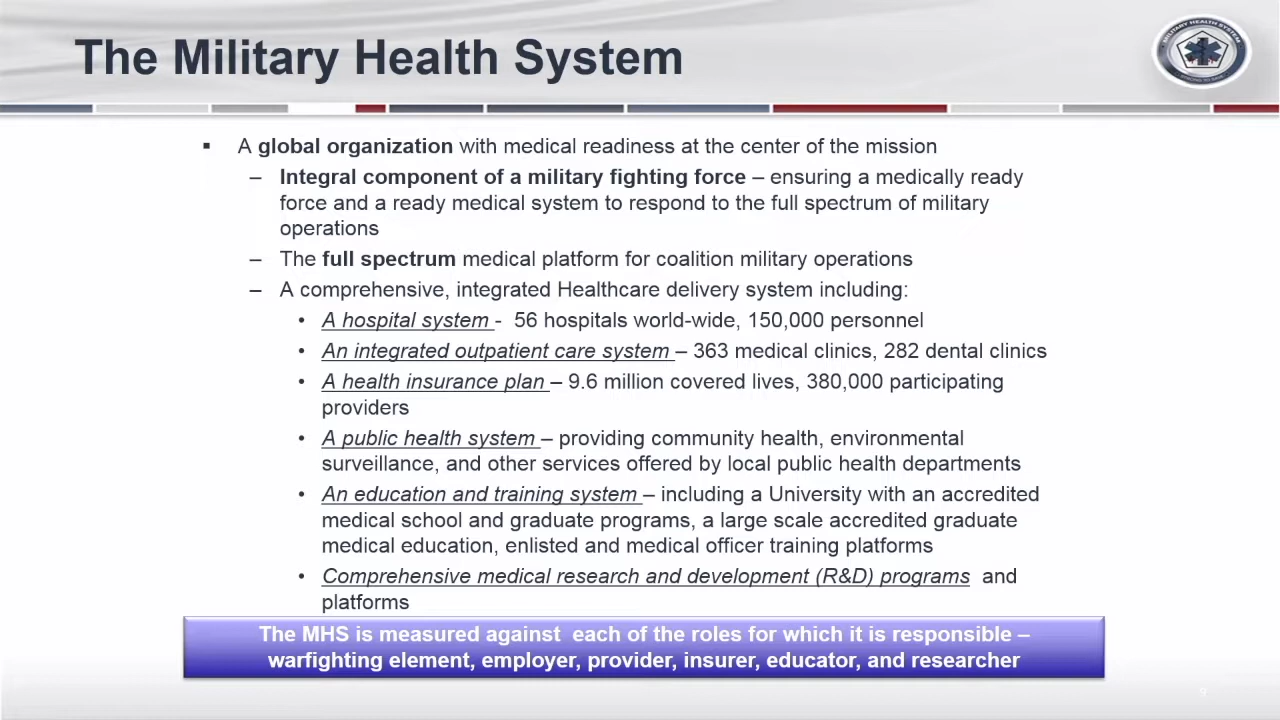 The Military Health System
MILITARY HEALTH SYSTEM
▪ A global organization with medical readiness at the center of the mission
– Integral component of a military fighting force – ensuring a medically ready
force and a ready medical system to respond to the full spectrum of military
operations
– The full spectrum medical platform for coalition military operations
– A comprehensive, integrated Healthcare delivery system including:
• A hospital system - 56 hospitals world-wide, 150,000 personnel
• An integrated outpatient care system – 363 medical clinics, 282 dental clinics
• A health insurance plan – 9.6 million covered lives, 380,000 participating
providers
• A public health system – providing community health, environmental
surveillance, and other services offered by local public health departments
• An education and training system – including a University with an accredited
medical school and graduate programs, a large scale accredited graduate
medical education, enlisted and medical officer training platforms
• Comprehensive medical research and development (R&D) programs and
platforms
The MHS is measured against each of the roles for which it is responsible –
warfighting element, employer, provider, insurer, educator, and researcher
9